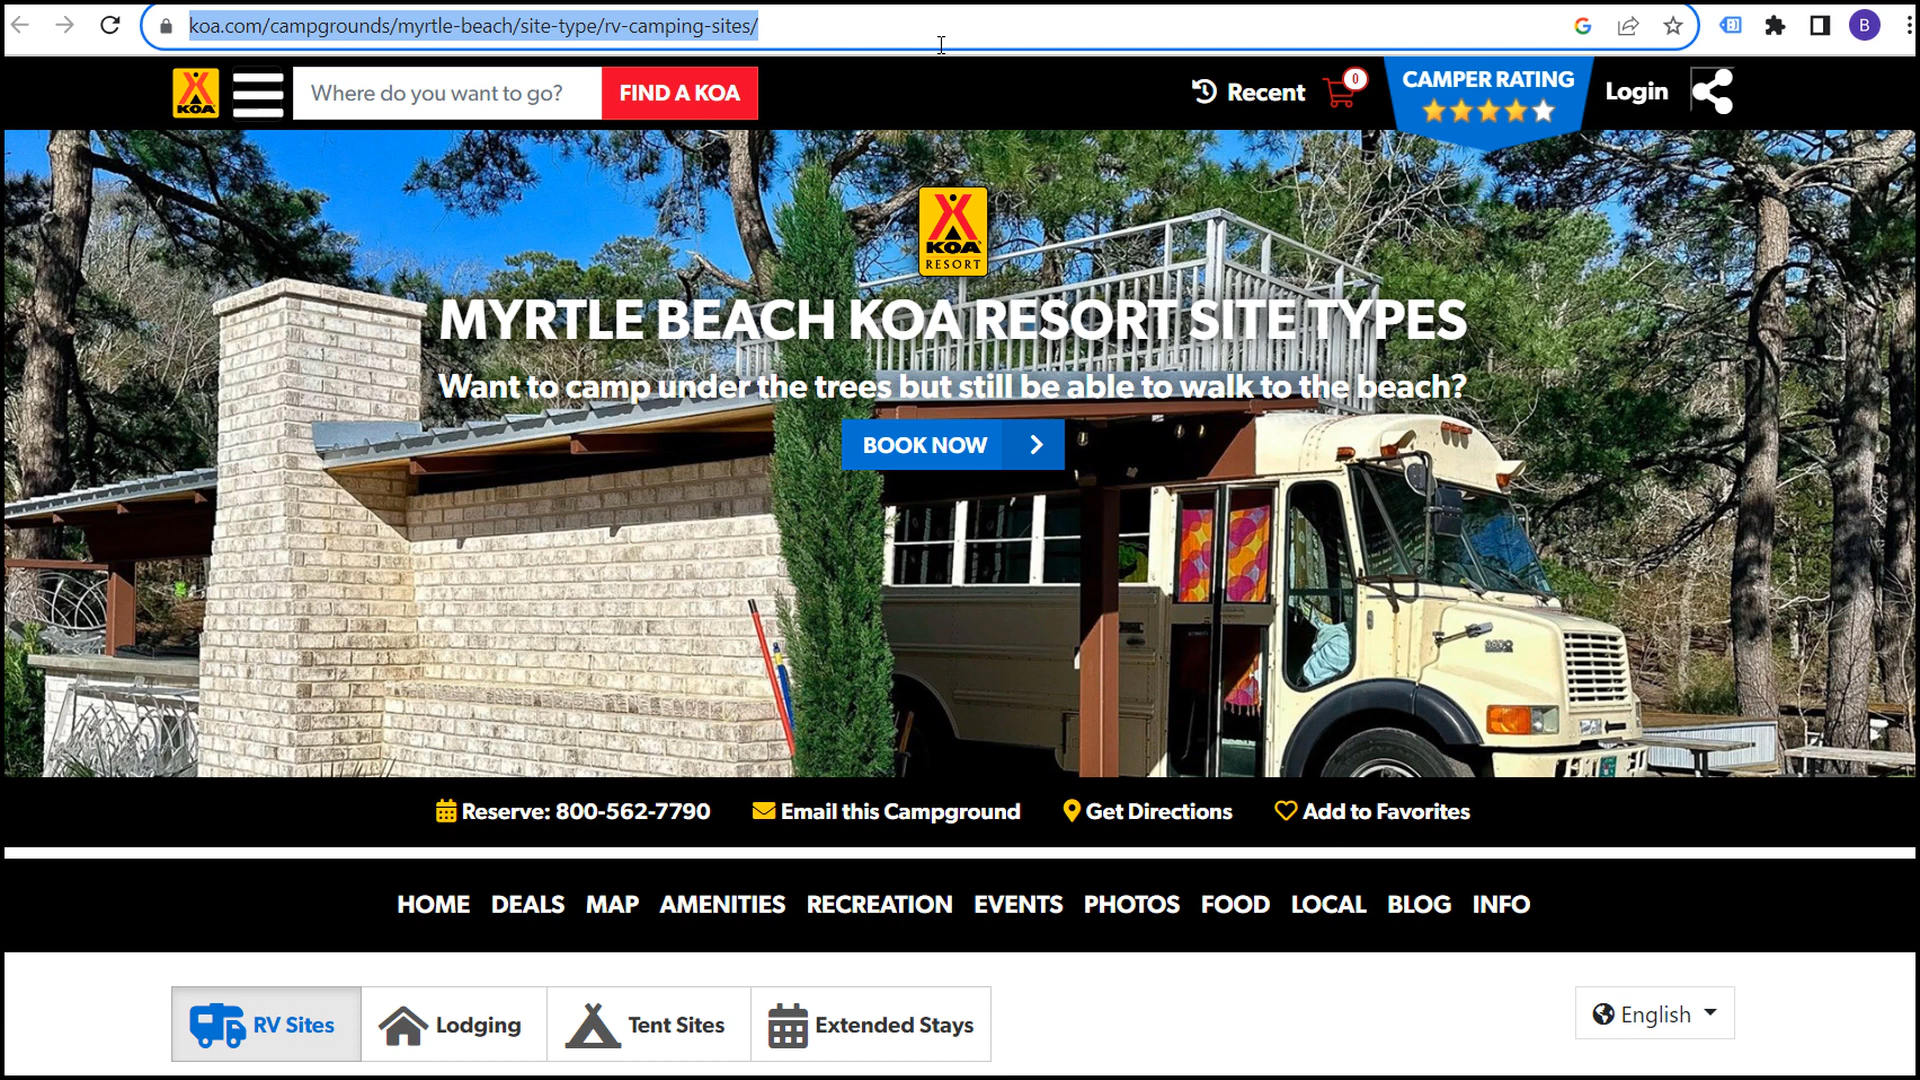 koa.com/campgrounds/myrtle-beach/site-type/rv-camping-sites/
B
KOA
Where do you want to go?
FIND A KOA
Recent
0
CAMPER RATING
Login
KOA
RESORT
MYRTLE BEACH KOA RESORT SITE TYPES
Want to camp under the trees but still be able to walk to the beach?
BOOK NOW
Reserve: 800-562-7790
Email this Campground
Get Directions
Add to Favorites
HOME
DEALS
MAP
AMENITIES
RECREATION
EVENTS
PHOTOS
FOOD
LOCAL
BLOG
INFO
RV Sites
Lodging
Tent Sites
Extended Stays
English